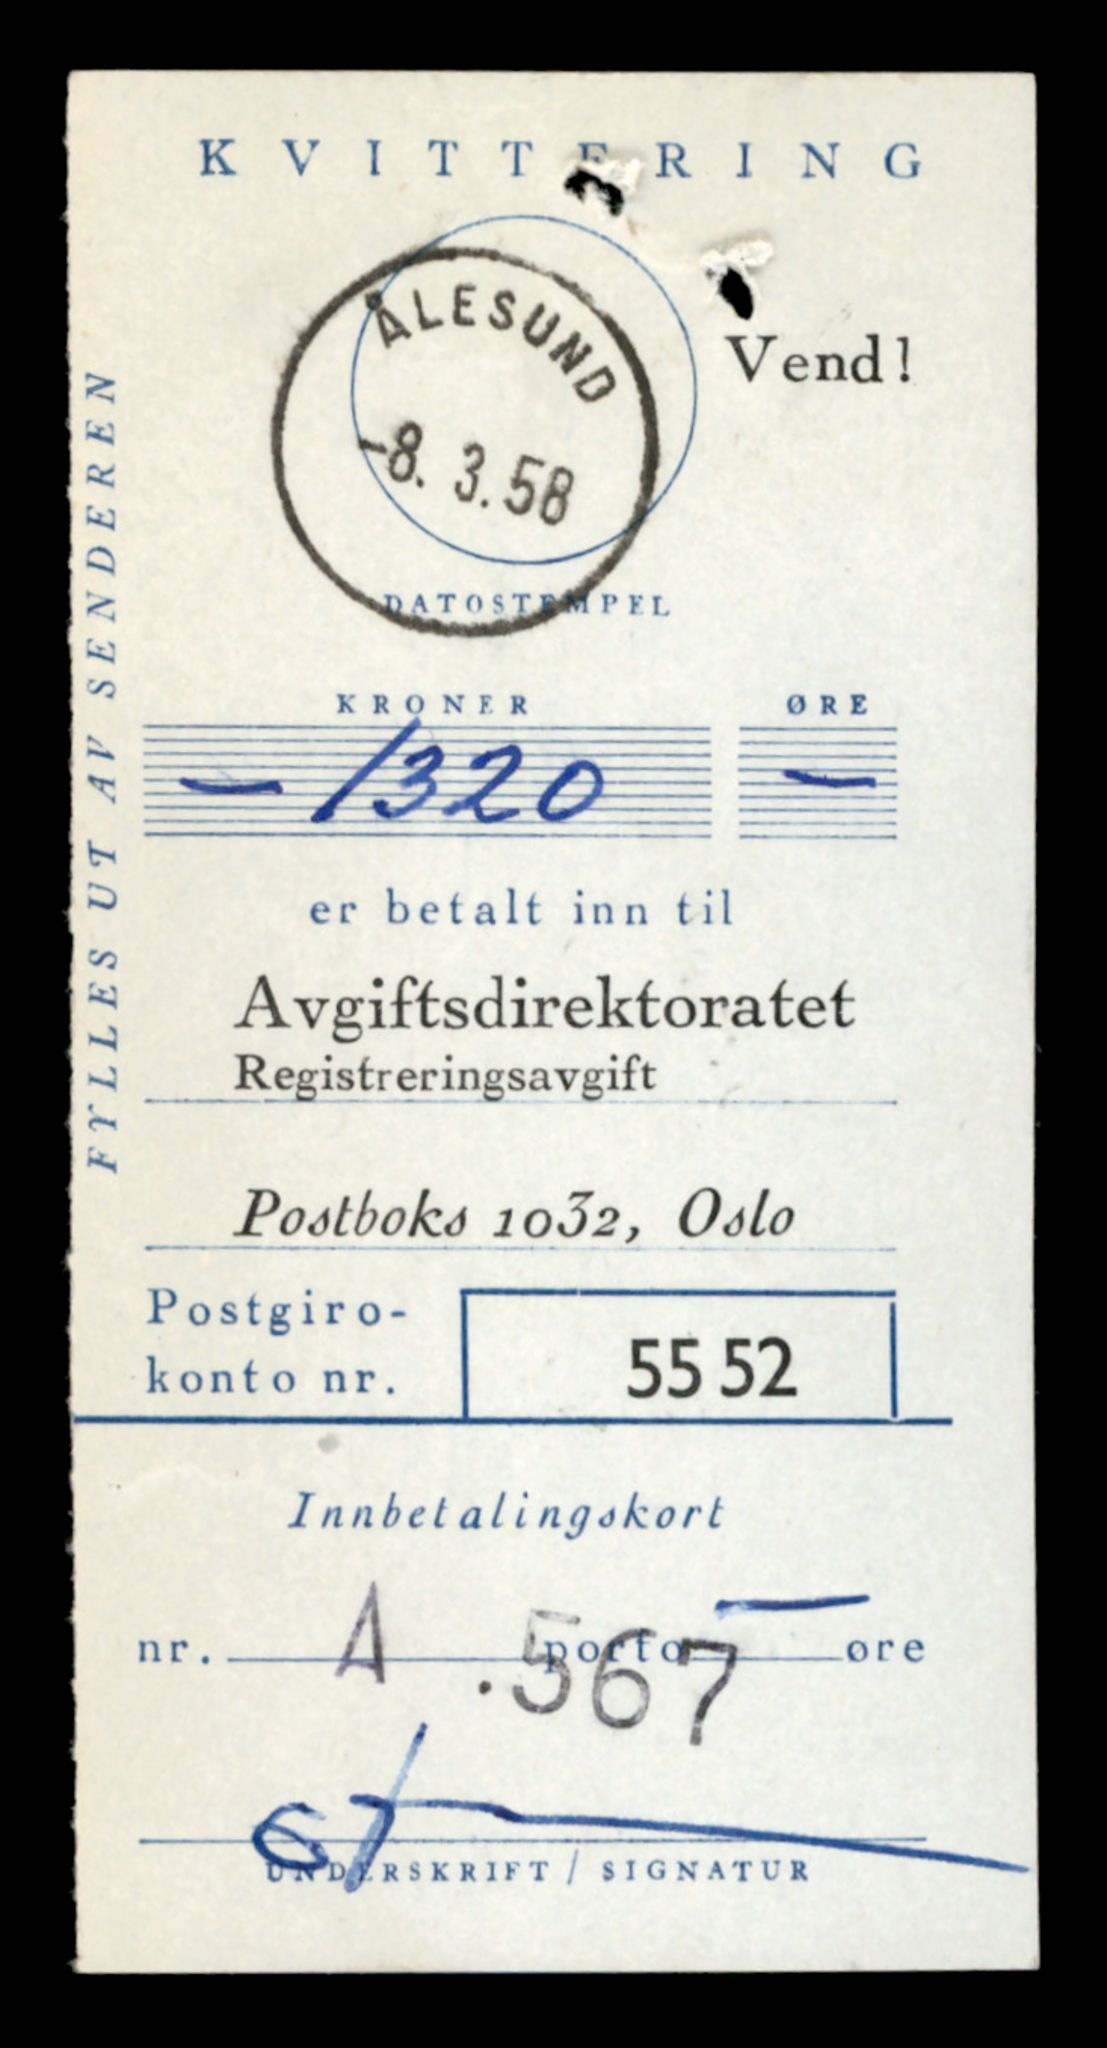 KVITTERING
ÅLESUND
-8. 3. 58
Vend!
DATOSTEMPEL
FYLLES UT AV SENDEREN
KRONER ØRE
— 1320 —
er betalt inn til
Avgiftsdirektoratet
Registreringsavgift
Postboks 1032, Oslo
Postgiro-
konto nr.
55 52
Innbetalingskort
nr. A .567 porto — øre
UNDERSKRIFT / SIGNATUR